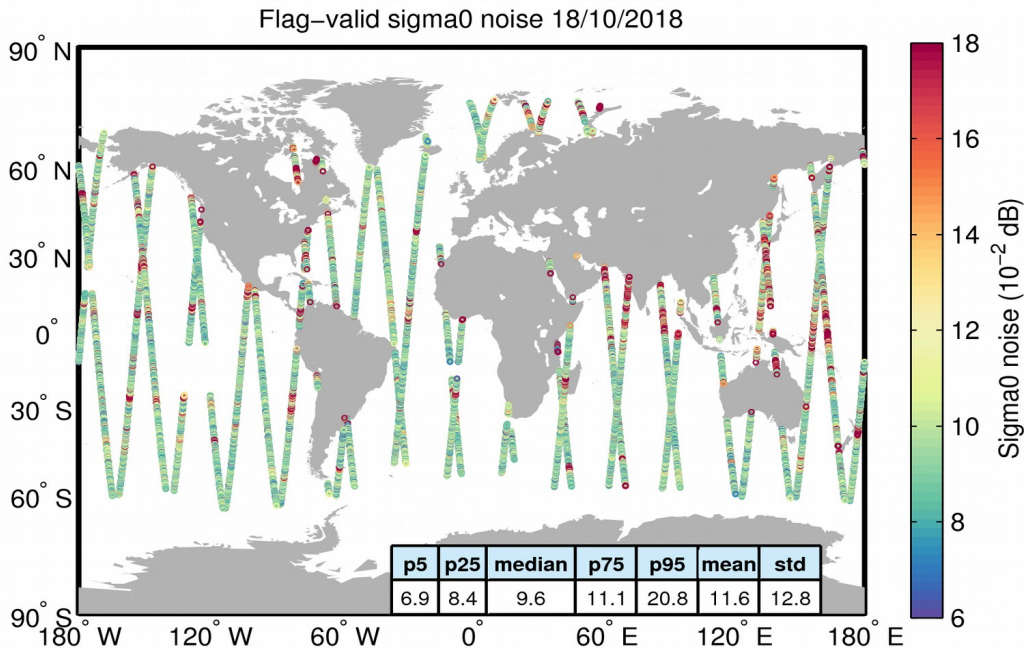 Flag−valid sigma0 noise 18/10/2018
90° N
60° N
30° N
0°
30° S
60° S
90° S
180° W
120° W
60° W
0°
60° E
120° E
180° E
p5 p25 median p75 p95 mean std
6.9 8.4 9.6 11.1 20.8 11.6 12.8
18
16
14
12
10
8
6
Sigma0 noise (10⁻² dB)